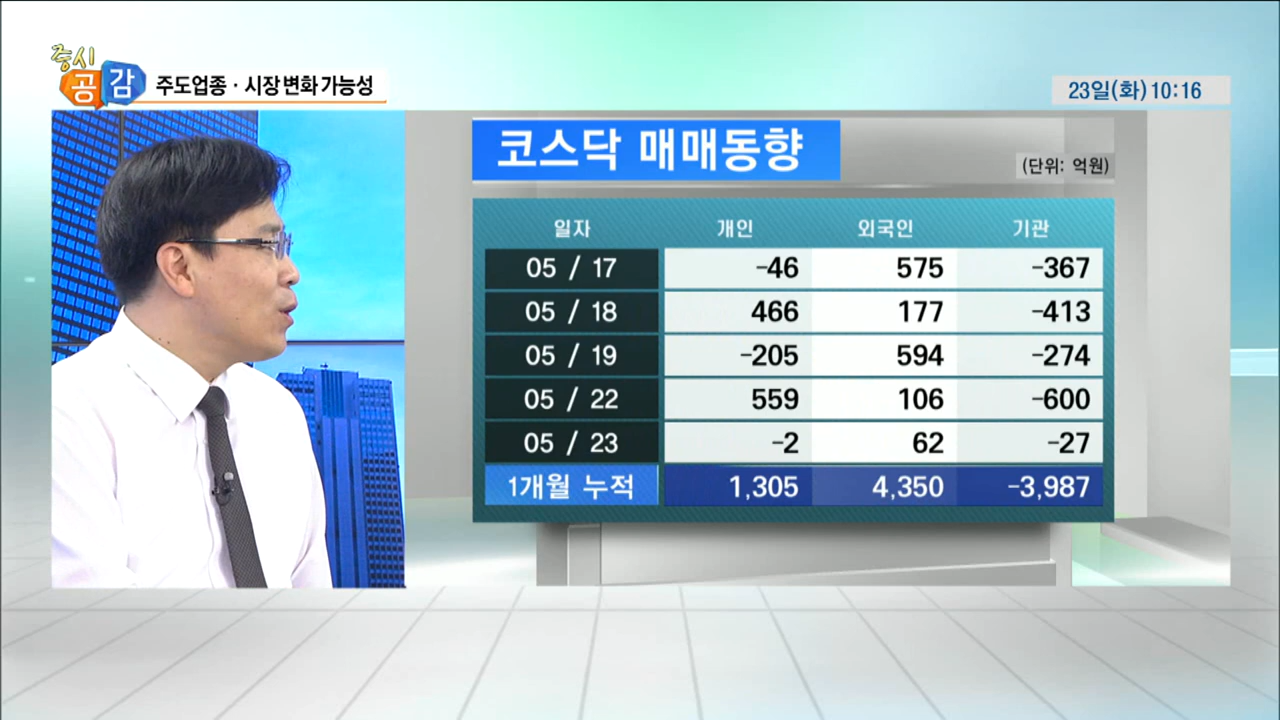 증시
공감
주도업종 · 시장 변화 가능성
23일(화) 10:16
코스닥 매매동향
(단위: 억원)
일자 개인 외국인 기관
05 / 17 -46 575 -367
05 / 18 466 177 -413
05 / 19 -205 594 -274
05 / 22 559 106 -600
05 / 23 -2 62 -27
1개월 누적 1,305 4,350 -3,987